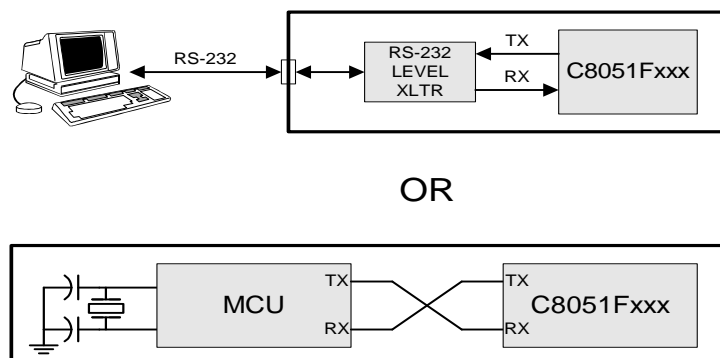 RS-232
RS-232
LEVEL
XLTR
TX
RX
C8051Fxxx
OR
MCU
TX
RX
TX
RX
C8051Fxxx